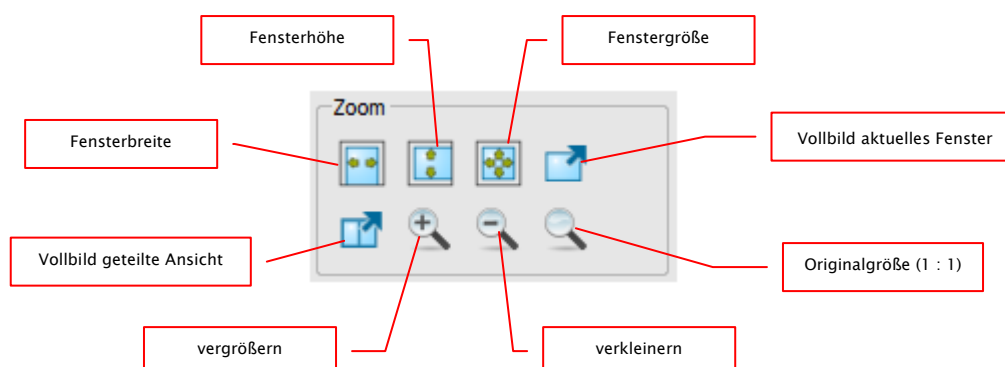 Fensterhöhe
Fenstergröße
Zoom
Fensterbreite
Vollbild aktuelles Fenster
Vollbild geteilte Ansicht
Originalgröße (1 : 1)
vergrößern
verkleinern